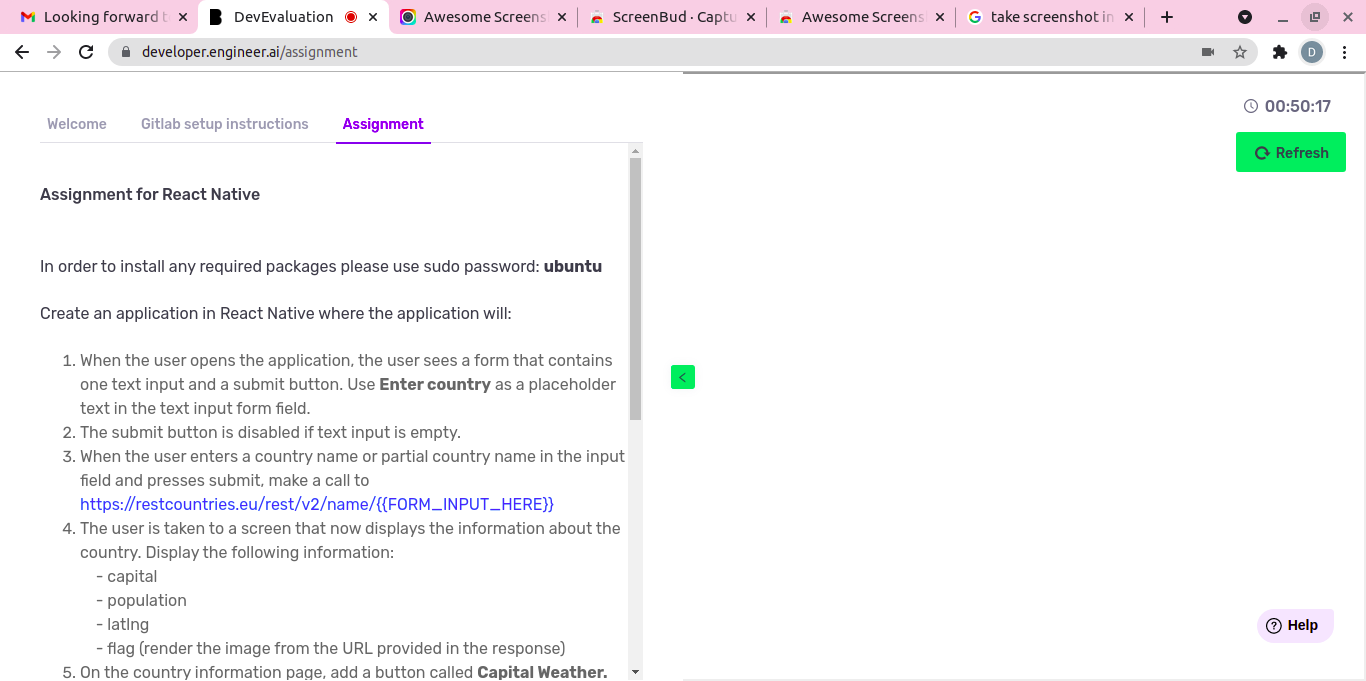 Looking forward t
DevEvaluation
Awesome Screens
ScreenBud · Captu
Awesome Screens
take screenshot in
developer.engineer.ai/assignment
D
00:50:17
Welcome
Gitlab setup instructions
Assignment
Refresh
Assignment for React Native
In order to install any required packages please use sudo password: ubuntu
Create an application in React Native where the application will:
1. When the user opens the application, the user sees a form that contains
one text input and a submit button. Use Enter country as a placeholder
text in the text input form field.
2. The submit button is disabled if text input is empty.
3. When the user enters a country name or partial country name in the input
field and presses submit, make a call to
https://restcountries.eu/rest/v2/name/{{FORM_INPUT_HERE}}
4. The user is taken to a screen that now displays the information about the
country. Display the following information:
- capital
- population
- latlng
- flag (render the image from the URL provided in the response)
5. On the country information page, add a button called Capital Weather.
<
Help